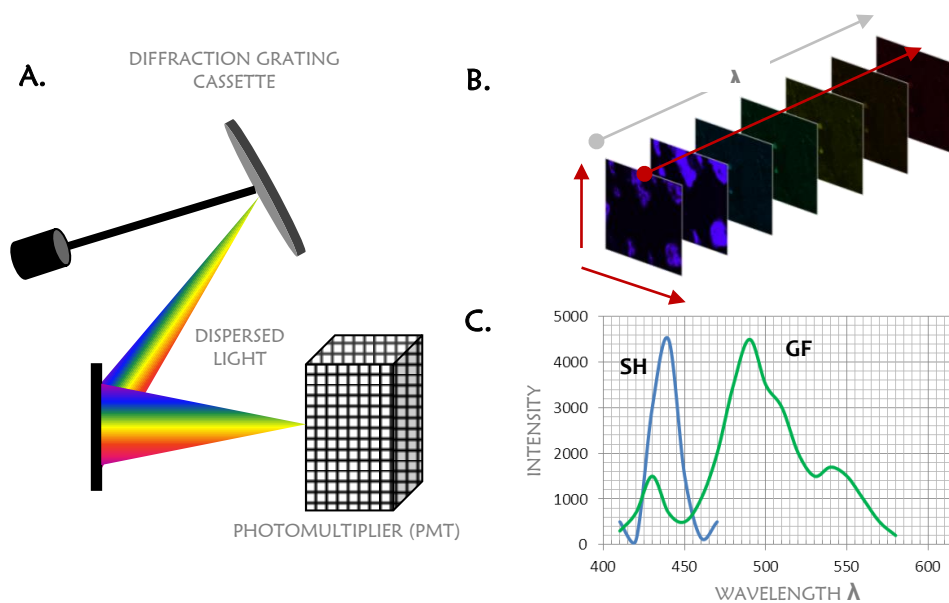 A.
DIFFRACTION GRATING
CASSETTE
DISPERSED
LIGHT
PHOTOMULTIPLIER (PMT)
B.
λ
C.
5000
4000
3000
2000
1000
0
400
450
500
550
600
INTENSITY
SH
GF
WAVELENGTH λ